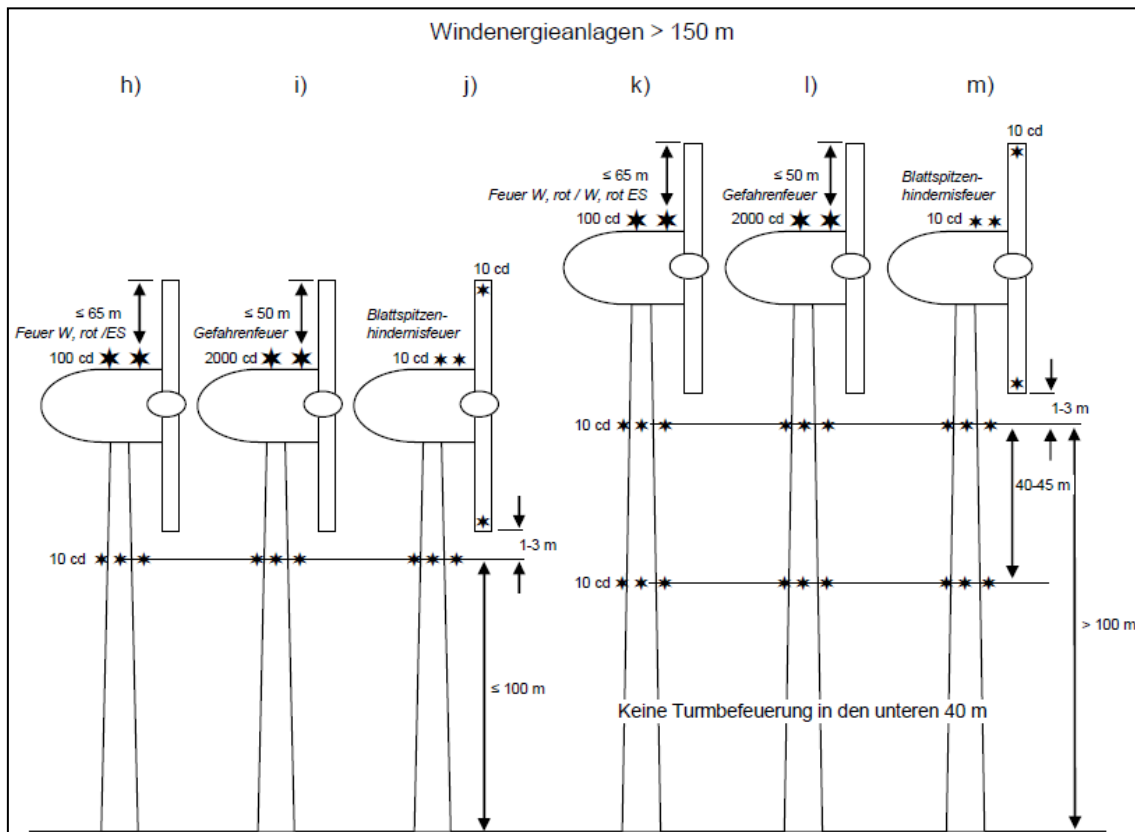 Windenergieanlagen > 150 m
h)
i)
j)
k)
l)
m)
≤ 65 m
Feuer W, rot /ES
100 cd
≤ 50 m
Gefahrenfeuer
2000 cd
10 cd
Blattspitzen-
hindernisfeuer
10 cd
1-3 m
10 cd
≤ 100 m
≤ 65 m
Feuer W, rot / W, rot ES
100 cd
≤ 50 m
Gefahrenfeuer
2000 cd
10 cd
Blattspitzen-
hindernisfeuer
10 cd
1-3 m
10 cd
40-45 m
10 cd
> 100 m
Keine Turmbefeuerung in den unteren 40 m